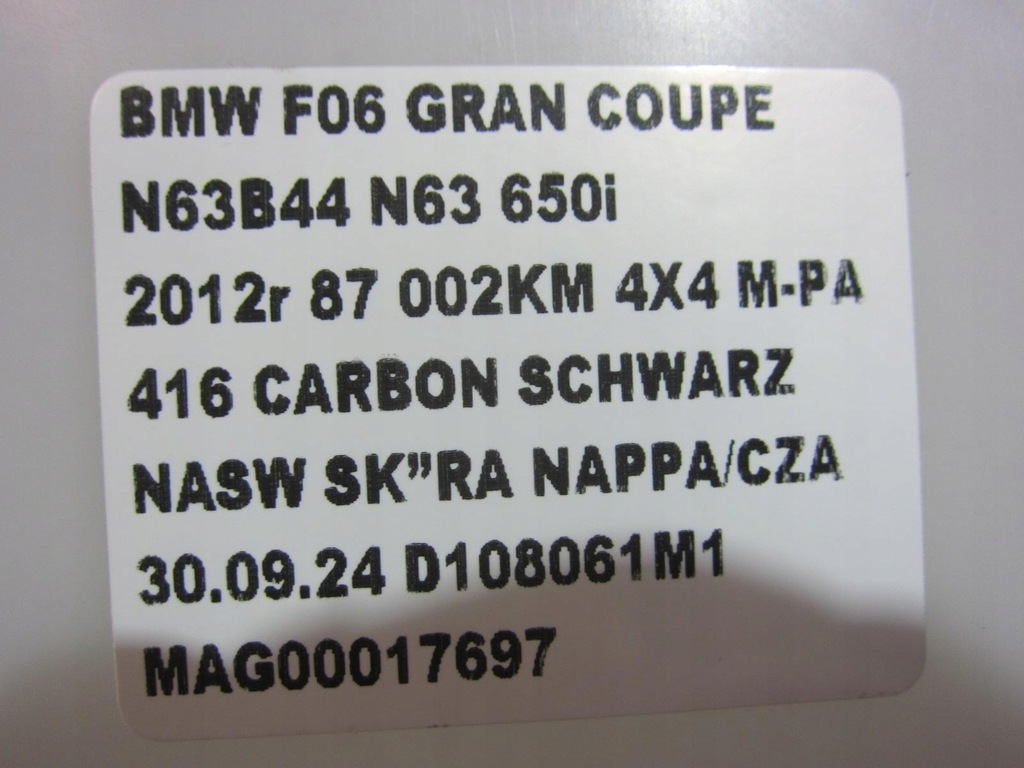 BMW F06 GRAN COUPE
N63B44 N63 650i
2012r 87 002KM 4X4 M-PA
416 CARBON SCHWARZ
NASW SK”RA NAPPA/CZA
30.09.24 D108061M1
MAG00017697